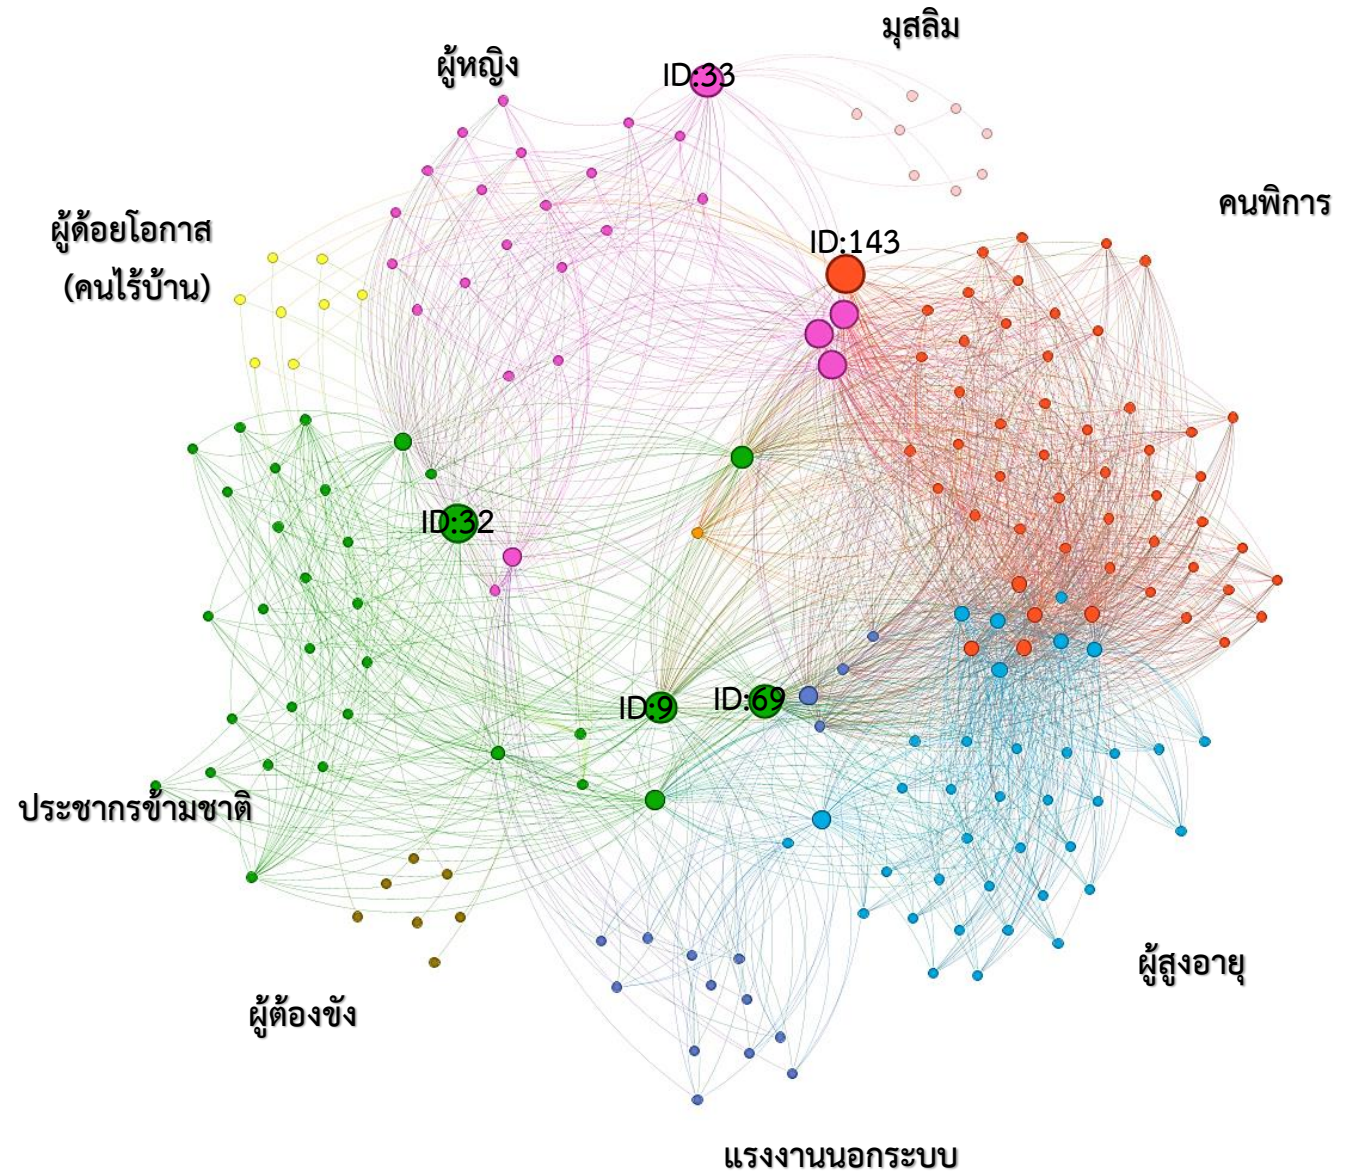 มุสลิม
ผู้หญิง
ID:33
คนพิการ
ผู้ด้อยโอกาส
(คนไร้บ้าน)
ID:143
ID:32
ID:9
ID:69
ประชากรข้ามชาติ
ผู้สูงอายุ
ผู้ต้องขัง
แรงงานนอกระบบ